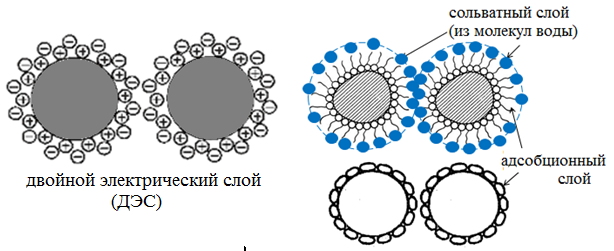 двойной электрический слой
(ДЭС)
сольватный слой
(из молекул воды)
адсобционный
слой